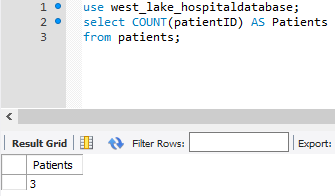 1 use west_lake_hospitaldatabase;
2 select COUNT(patientID) AS Patients
3 from patients;
Result Grid Filter Rows: Export:
Patients
3